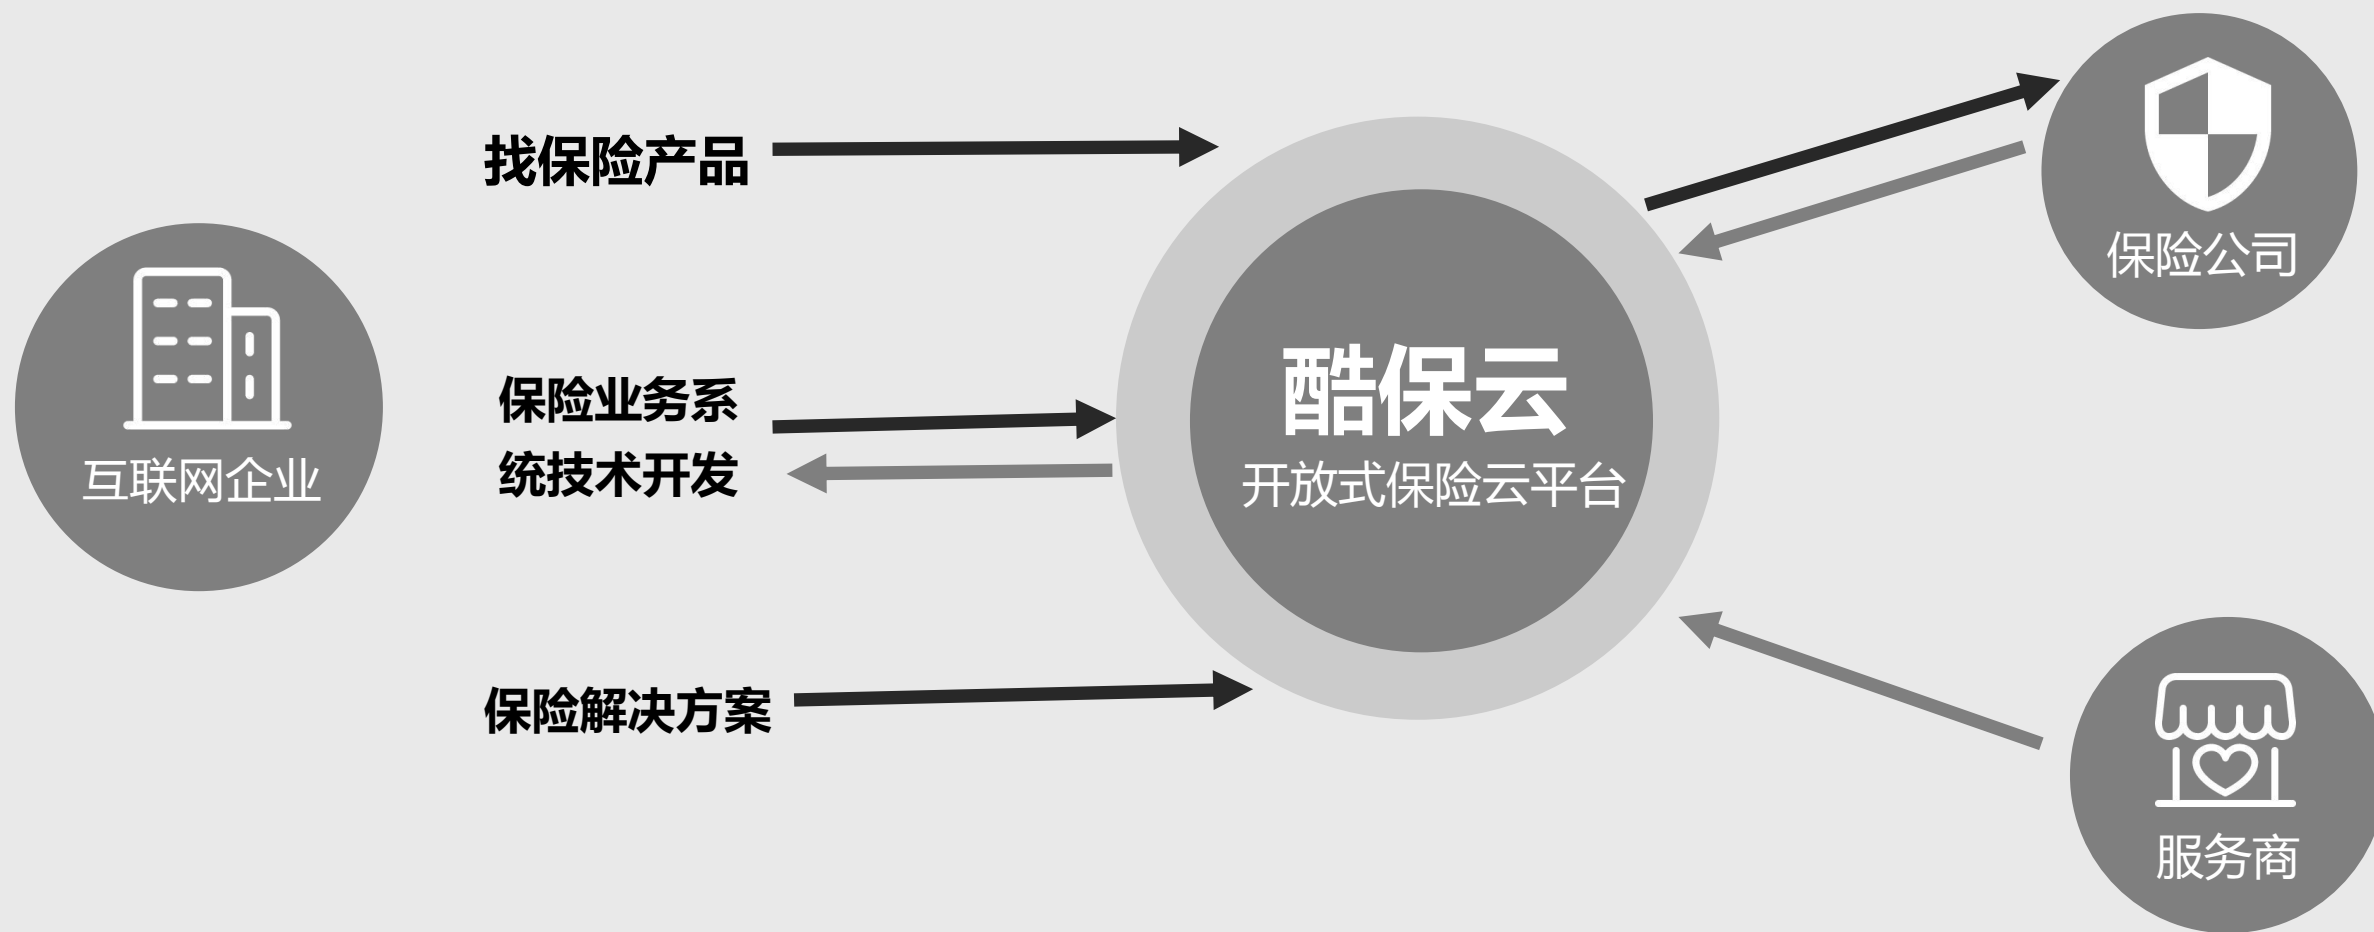 找保险产品
互联网企业
保险业务系
统技术开发
保险解决方案
酷保云
开放式保险云平台
保险公司
服务商